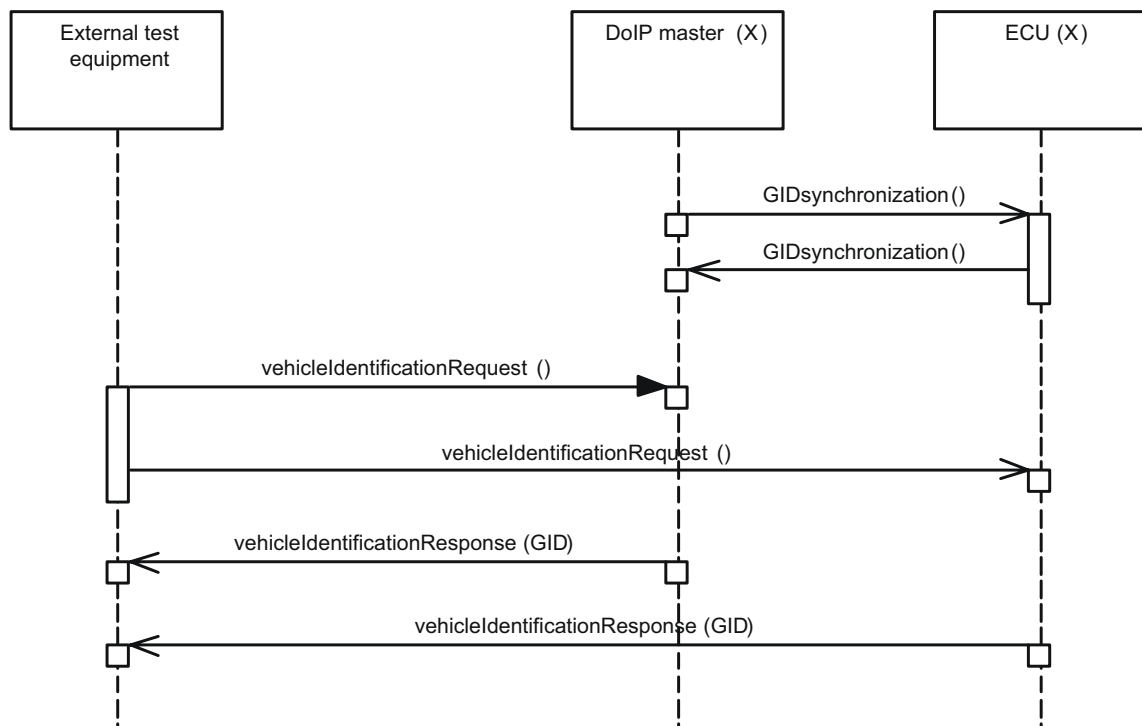 External test
equipment
DoIP master (X)
ECU (X)
GIDsynchronization()
GIDsynchronization()
vehicleIdentificationRequest ()
vehicleIdentificationRequest ()
vehicleIdentificationResponse (GID)
vehicleIdentificationResponse (GID)